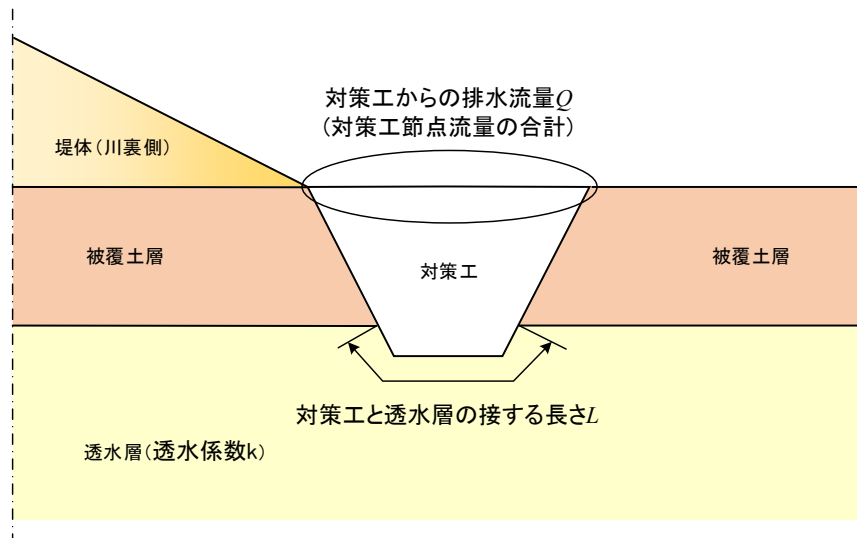 対策工からの排水流量Q
(対策工節点流量の合計)
堤体(川裏側)
被覆土層
対策工
被覆土層
対策工と透水層の接する長さL
透水層(透水係数k)